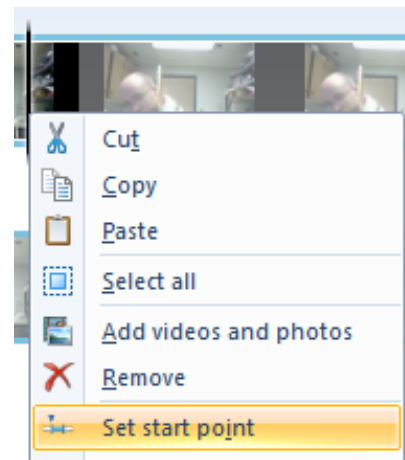 Cut
Copy
Paste
Select all
Add videos and photos
Remove
Set start point